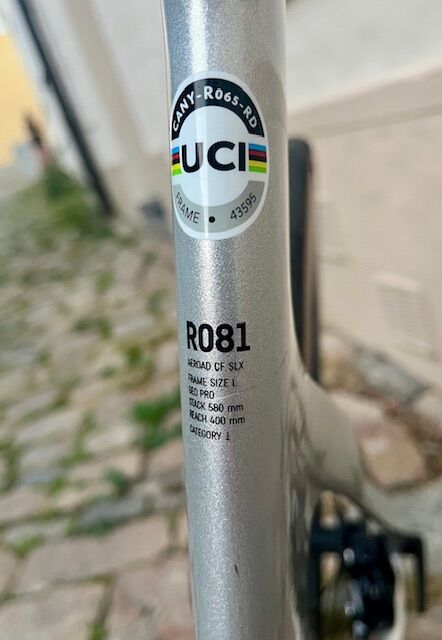 CANY-R065-RD
UCI
FRAME • 43595
R081
AEROAD CF SLX
FRAME SIZE L
GEO PRO
STACK 580 mm
REACH 400 mm
CATEGORY 1